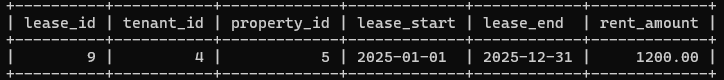 +----------+-----------+-------------+-------------+------------+-------------+
| lease_id | tenant_id | property_id | lease_start | lease_end  | rent_amount |
+----------+-----------+-------------+-------------+------------+-------------+
|        9 |         4 |           5 | 2025-01-01  | 2025-12-31 |     1200.00 |
+----------+-----------+-------------+-------------+------------+-------------+